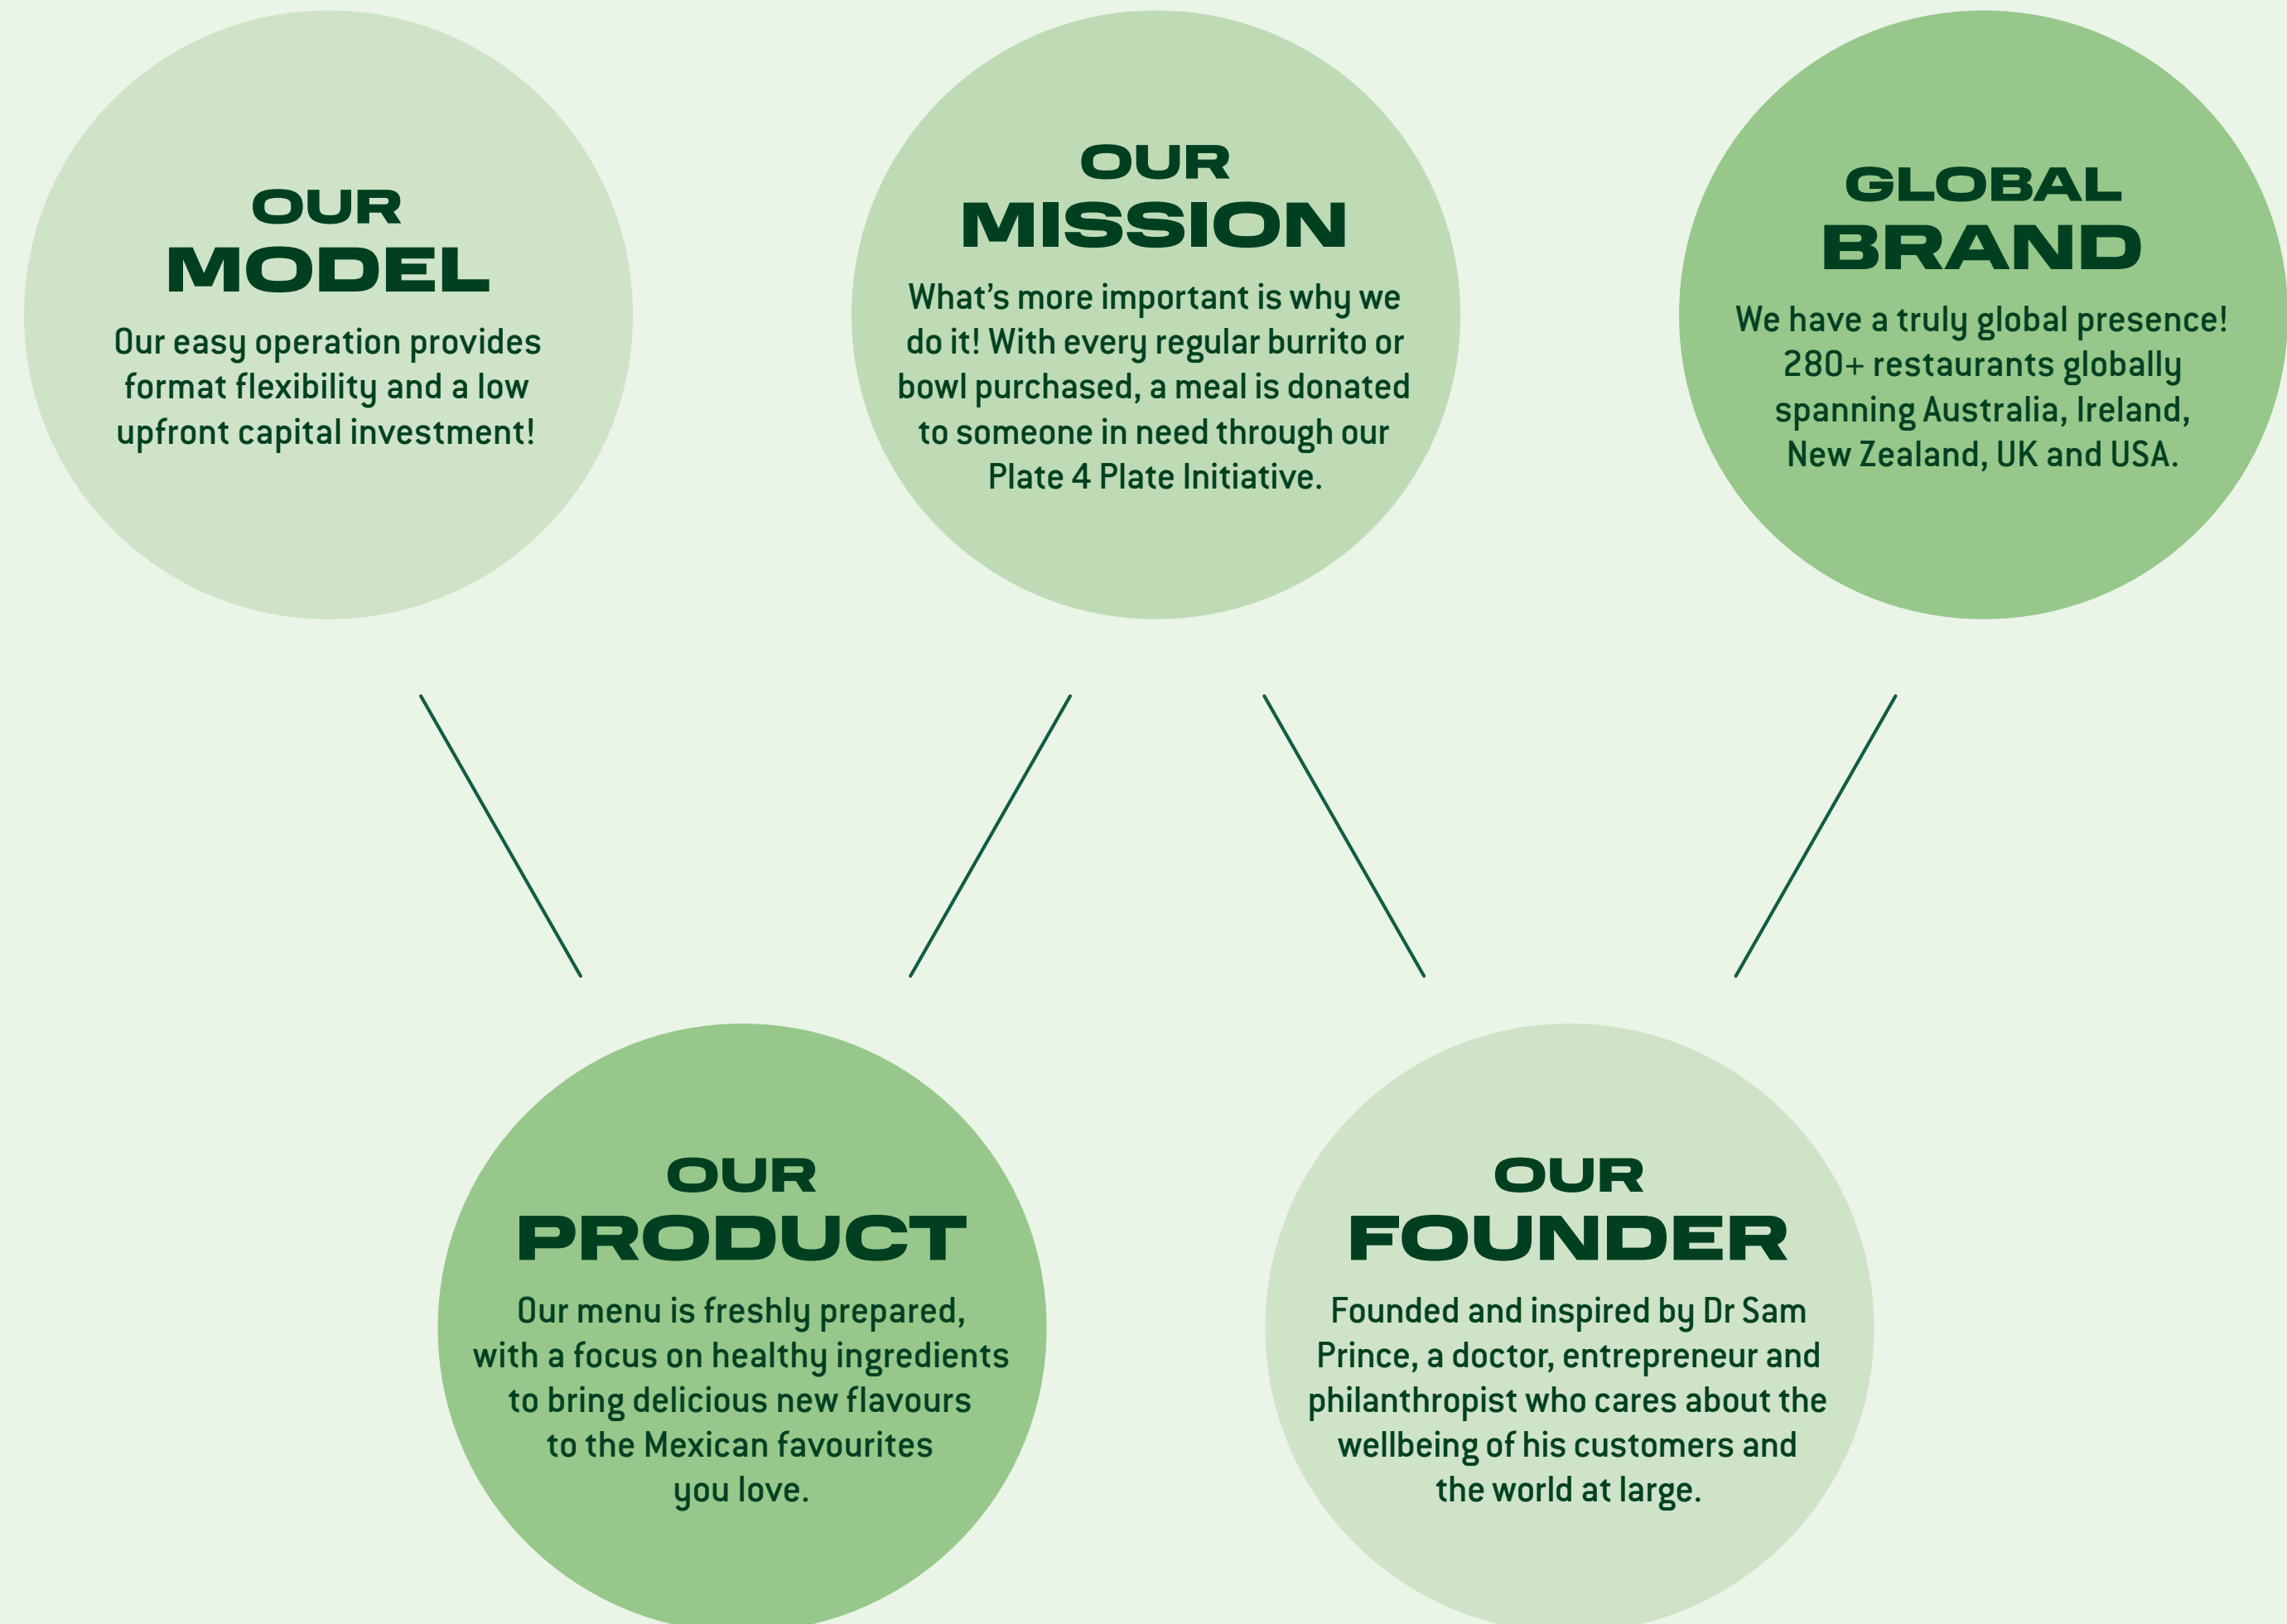 OUR
MODEL
Our easy operation provides
format flexibility and a low
upfront capital investment!
OUR
MISSION
What's more important is why we
do it! With every regular burrito or
bowl purchased, a meal is donated
to someone in need through our
Plate 4 Plate Initiative.
GLOBAL
BRAND
We have a truly global presence!
280+ restaurants globally
spanning Australia, Ireland,
New Zealand, UK and USA.
OUR
PRODUCT
Our menu is freshly prepared,
with a focus on healthy ingredients
to bring delicious new flavours
to the Mexican favourites
you love.
OUR
FOUNDER
Founded and inspired by Dr Sam
Prince, a doctor, entrepreneur and
philanthropist who cares about the
wellbeing of his customers and
the world at large.